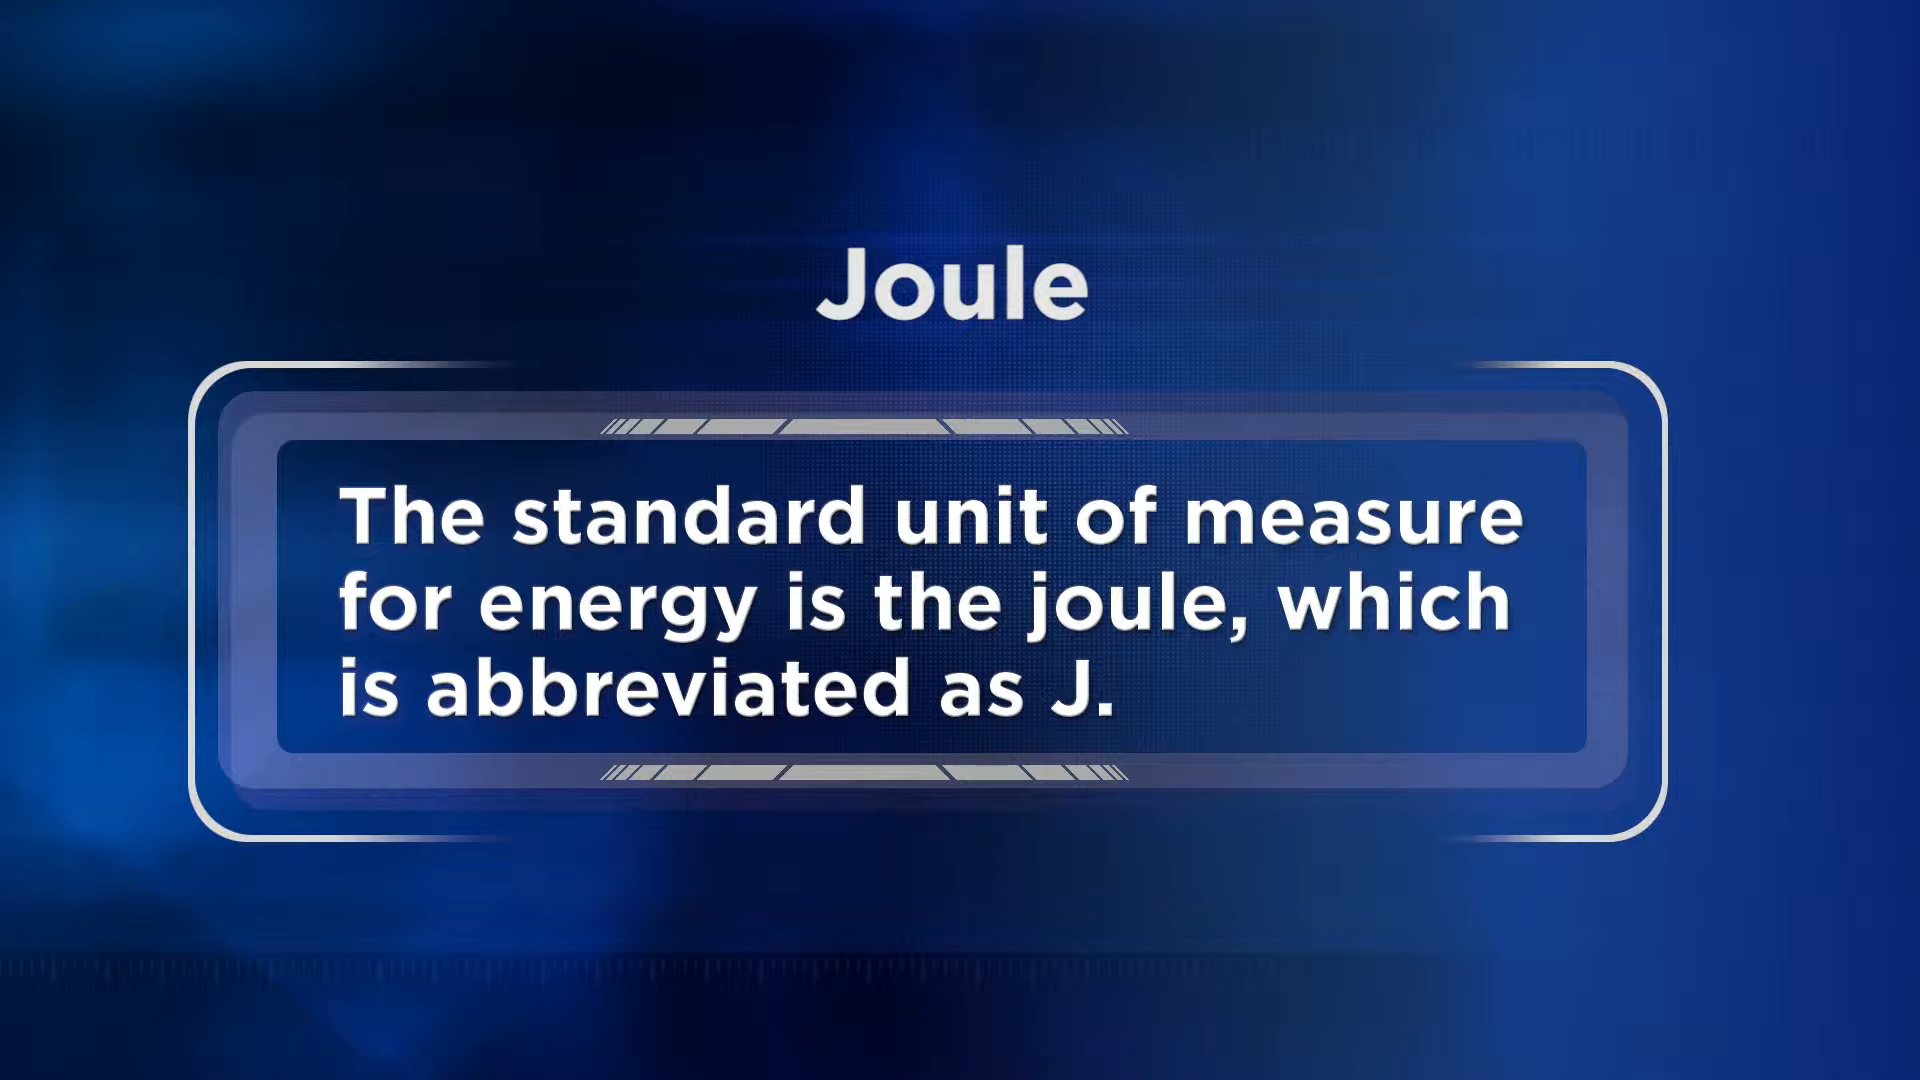 Joule
The standard unit of measure
for energy is the joule, which
is abbreviated as J.